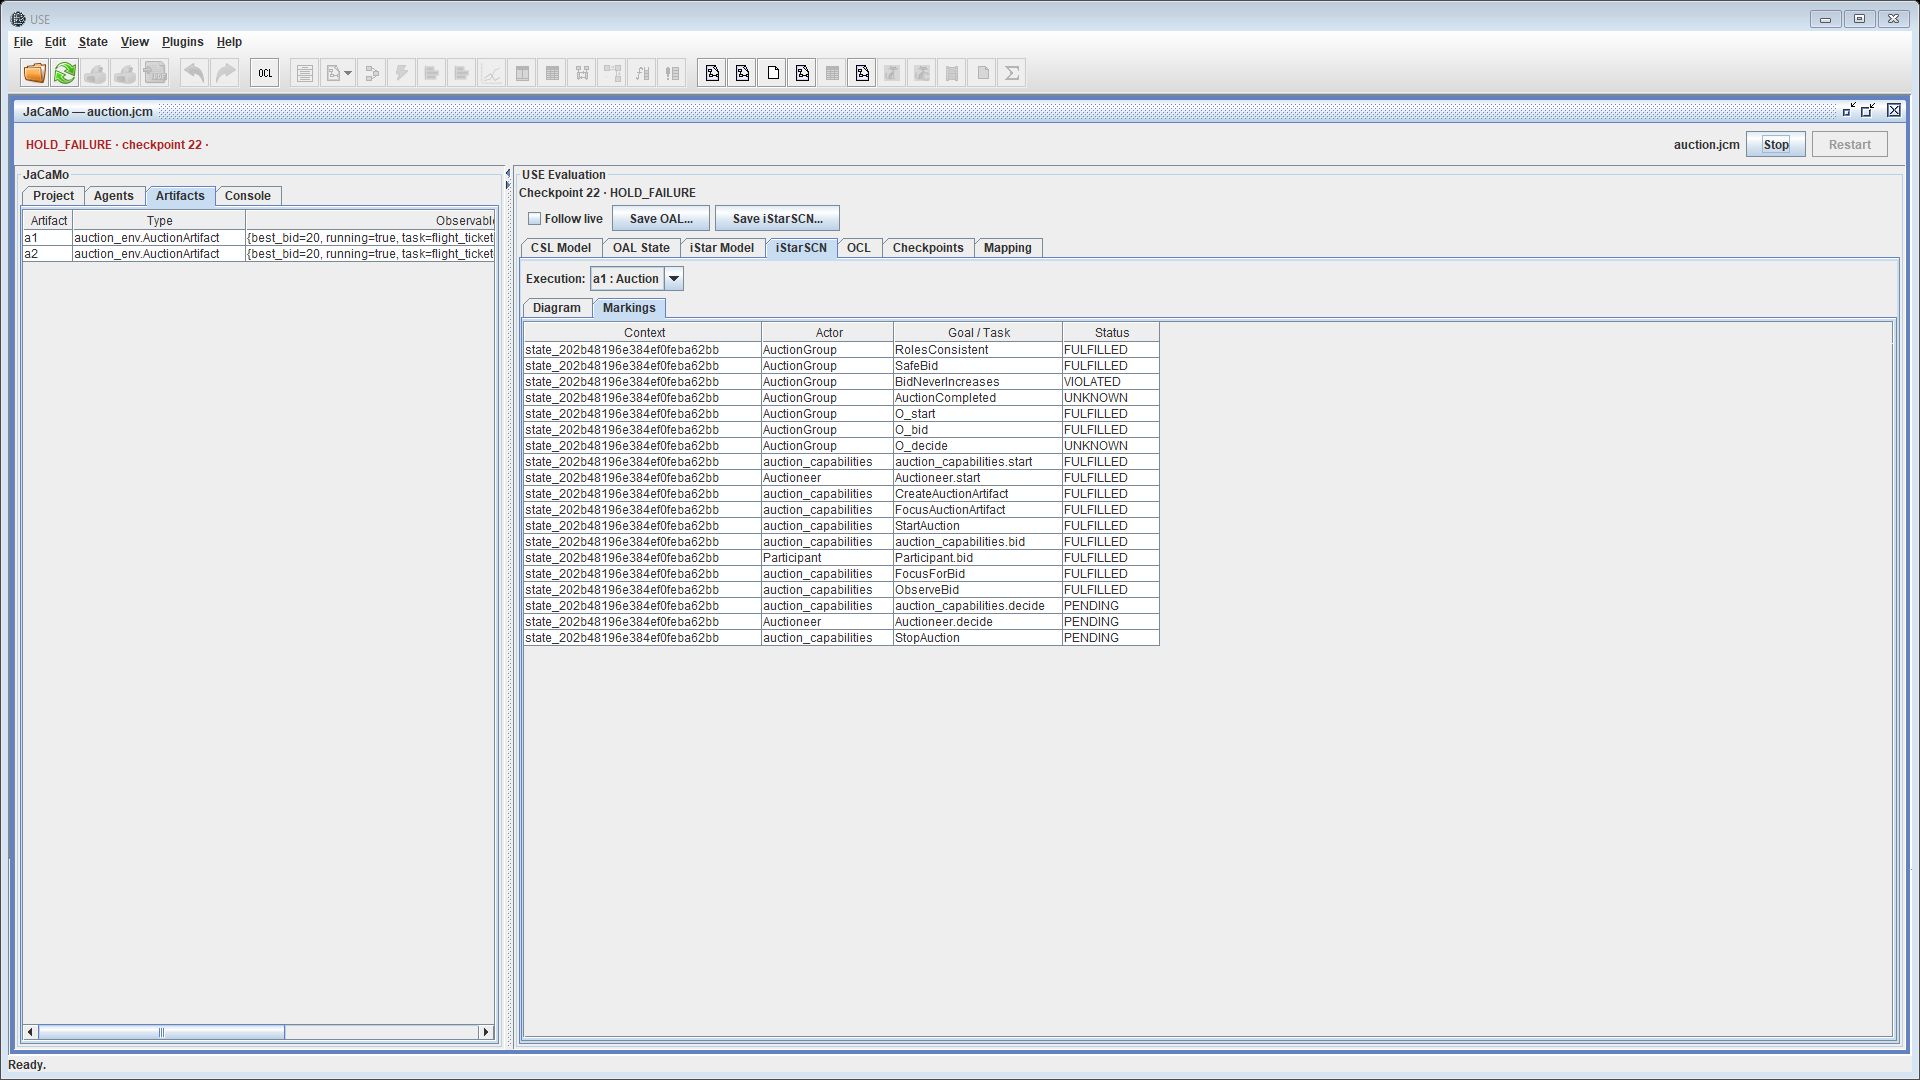 USE
File Edit State View Plugins Help
OCL
JaCaMo — auction.jcm
HOLD_FAILURE · checkpoint 22 ·
auction.jcm Stop Restart
JaCaMo
Project Agents Artifacts Console
Artifact Type Observable
a1 auction_env.AuctionArtifact {best_bid=20, running=true, task=flight_ticket
a2 auction_env.AuctionArtifact {best_bid=20, running=true, task=flight_ticket
USE Evaluation
Checkpoint 22 · HOLD_FAILURE
Follow live Save OAL... Save iStarSCN...
CSL Model OAL State iStar Model iStarSCN OCL Checkpoints Mapping
Execution: a1 : Auction
Diagram Markings
Context Actor Goal / Task Status
state_202b48196e384ef0feba62bb AuctionGroup RolesConsistent FULFILLED
state_202b48196e384ef0feba62bb AuctionGroup SafeBid FULFILLED
state_202b48196e384ef0feba62bb AuctionGroup BidNeverIncreases VIOLATED
state_202b48196e384ef0feba62bb AuctionGroup AuctionCompleted UNKNOWN
state_202b48196e384ef0feba62bb AuctionGroup O_start FULFILLED
state_202b48196e384ef0feba62bb AuctionGroup O_bid FULFILLED
state_202b48196e384ef0feba62bb AuctionGroup O_decide UNKNOWN
state_202b48196e384ef0feba62bb auction_capabilities auction_capabilities.start FULFILLED
state_202b48196e384ef0feba62bb Auctioneer Auctioneer.start FULFILLED
state_202b48196e384ef0feba62bb auction_capabilities CreateAuctionArtifact FULFILLED
state_202b48196e384ef0feba62bb auction_capabilities FocusAuctionArtifact FULFILLED
state_202b48196e384ef0feba62bb auction_capabilities StartAuction FULFILLED
state_202b48196e384ef0feba62bb auction_capabilities auction_capabilities.bid FULFILLED
state_202b48196e384ef0feba62bb Participant Participant.bid FULFILLED
state_202b48196e384ef0feba62bb auction_capabilities FocusForBid FULFILLED
state_202b48196e384ef0feba62bb auction_capabilities ObserveBid FULFILLED
state_202b48196e384ef0feba62bb auction_capabilities auction_capabilities.decide PENDING
state_202b48196e384ef0feba62bb Auctioneer Auctioneer.decide PENDING
state_202b48196e384ef0feba62bb auction_capabilities StopAuction PENDING
Ready.